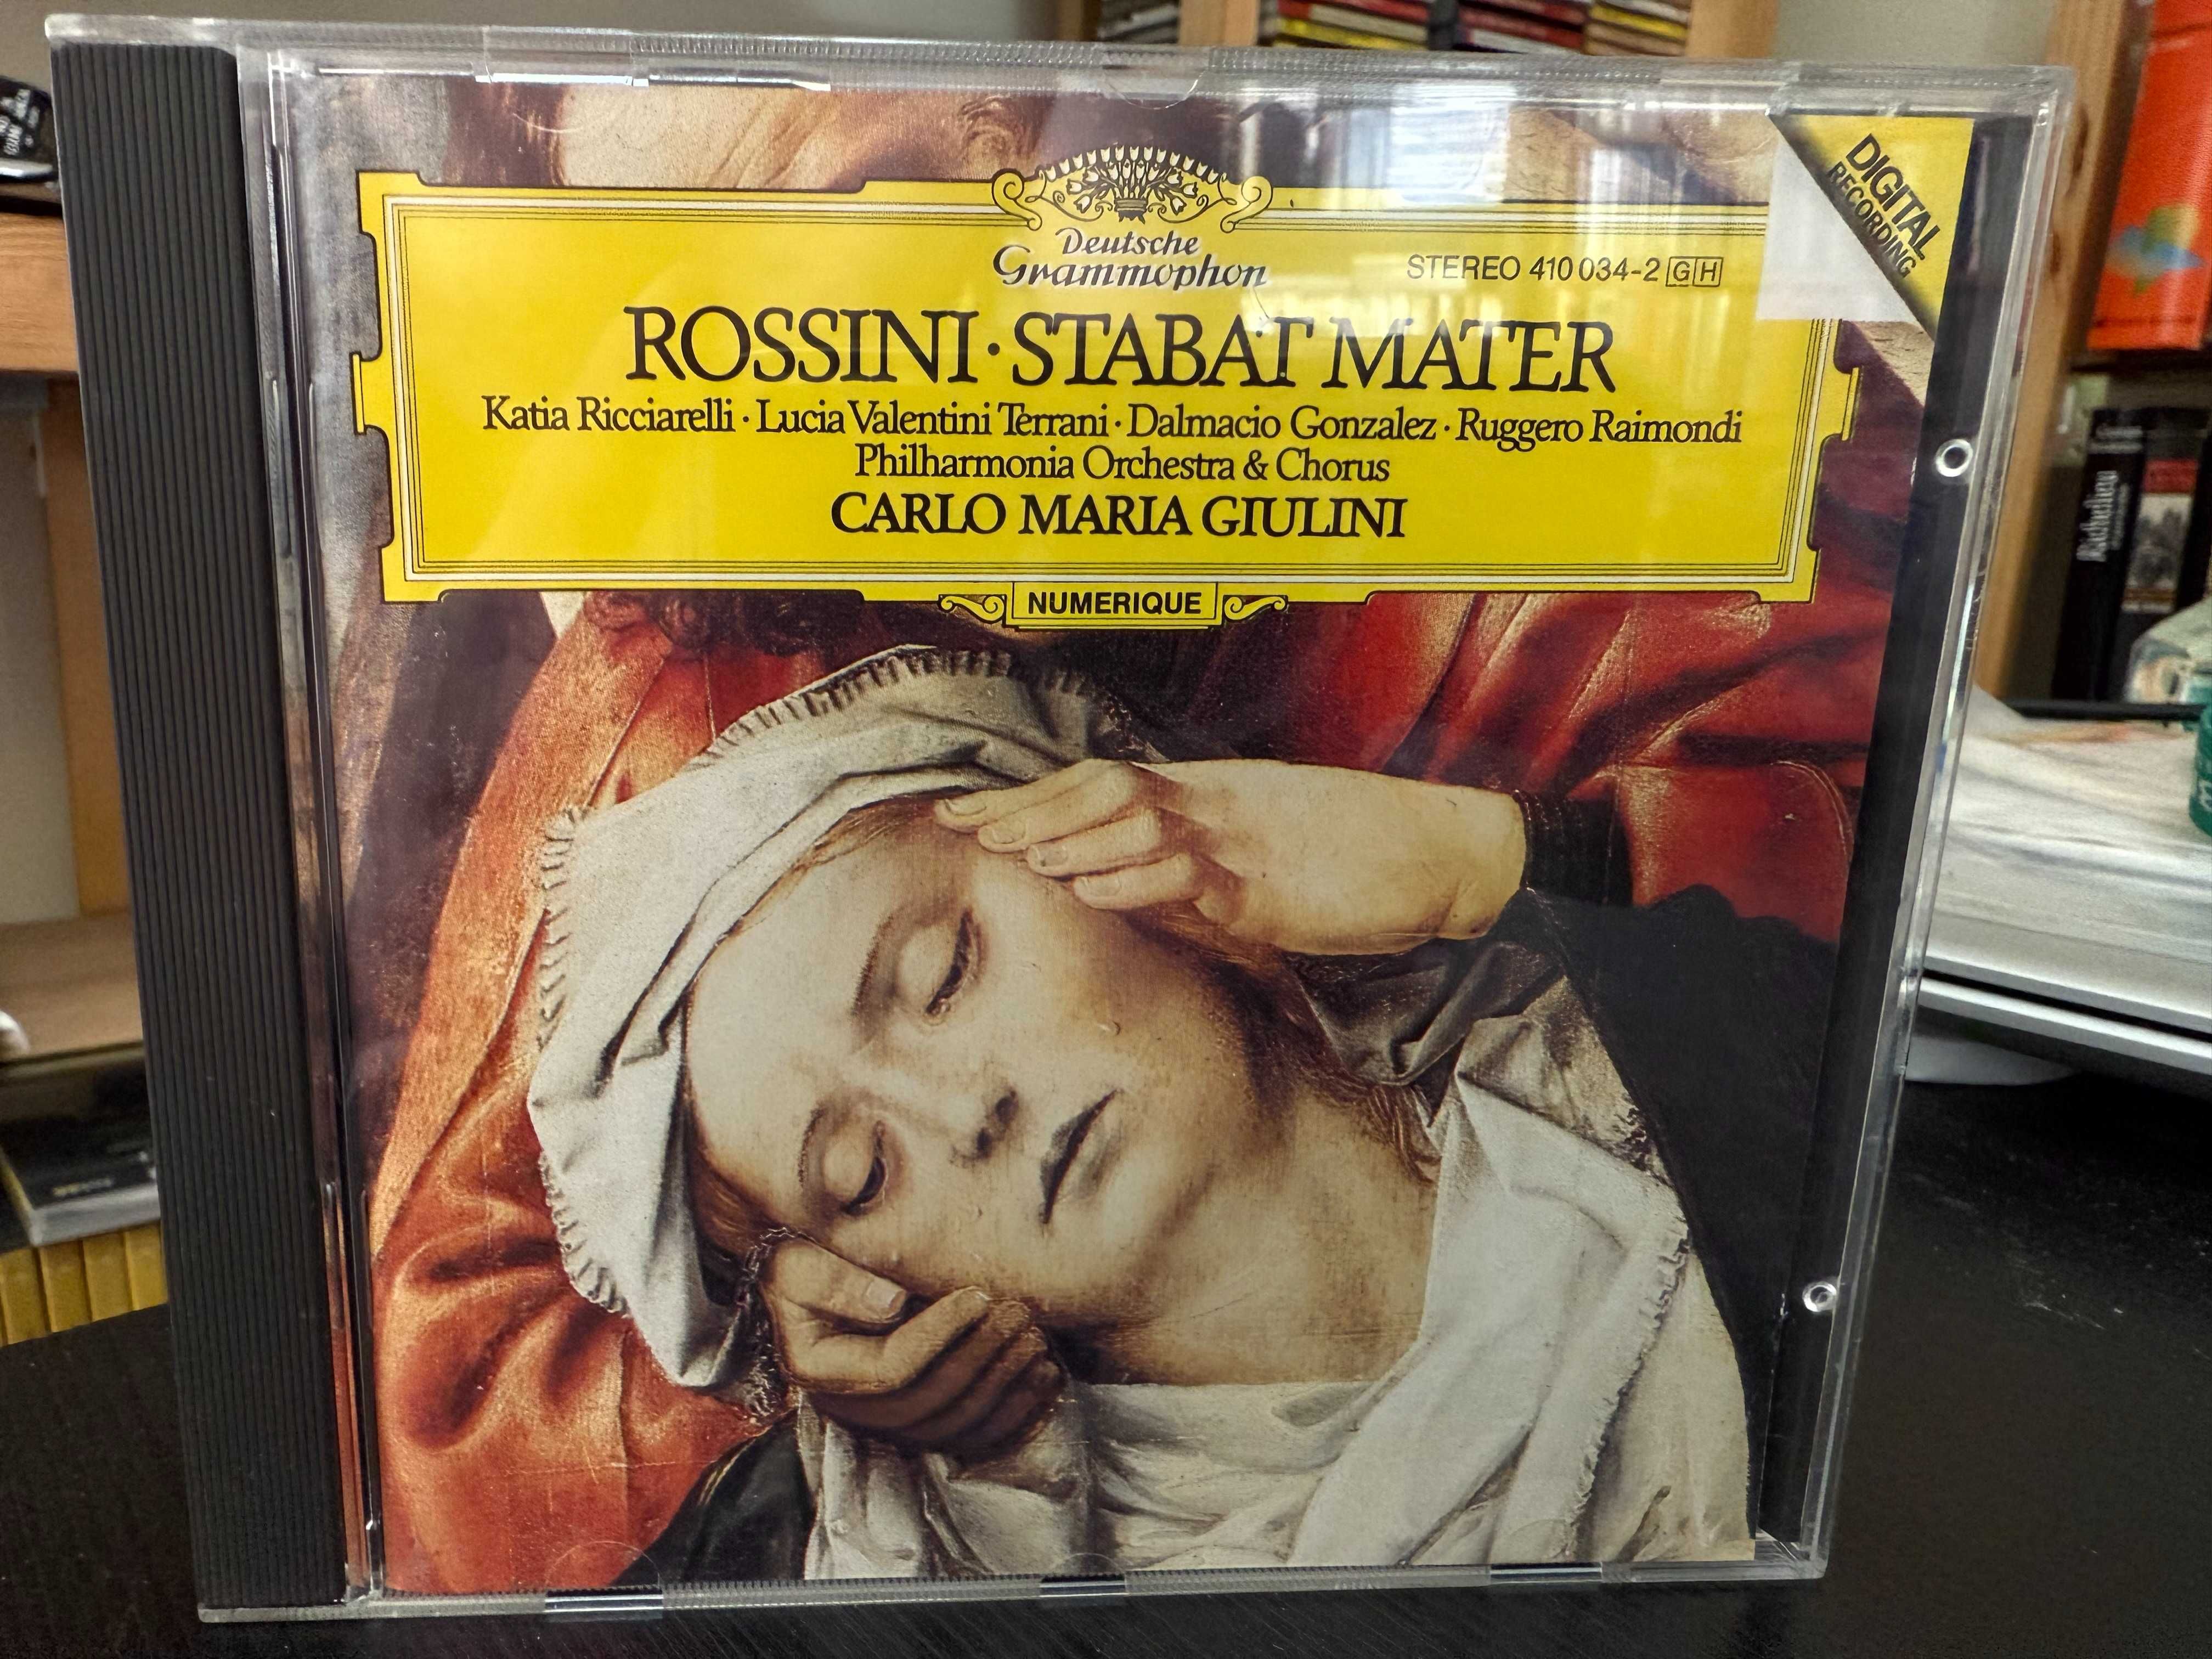 Deutsche
Grammophon
STEREO 410 034-2 GH
DIGITAL
RECORDING
ROSSINI · STABAT MATER
Katia Ricciarelli · Lucia Valentini Terrani · Dalmacio Gonzalez · Ruggero Raimondi
Philharmonia Orchestra & Chorus
CARLO MARIA GIULINI
NUMERIQUE